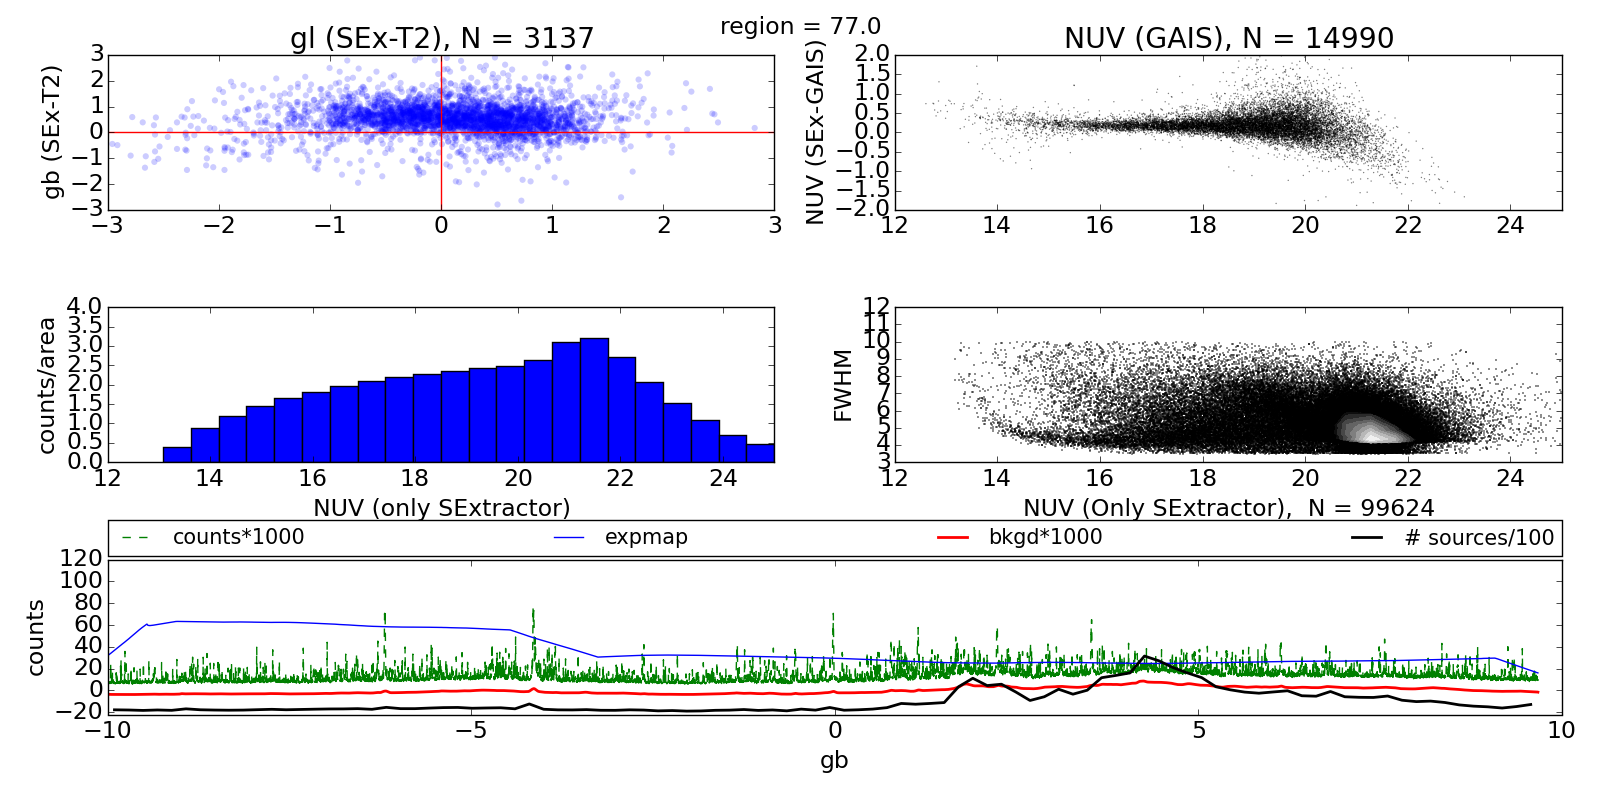 region = 77.0
gl (SEx-T2), N = 3137
NUV (GAIS), N = 14990
gb (SEx-T2)
3
2
1
0
−1
−2
−3
−3 −2 −1 0 1 2 3
NUV (SEx-GAIS)
2.0
1.5
1.0
0.5
0.0
−0.5
−1.0
−1.5
−2.0
12 14 16 18 20 22 24
counts/area
4.0
3.5
3.0
2.5
2.0
1.5
1.0
0.5
0.0
12 14 16 18 20 22 24
NUV (only SExtractor)
FWHM
12
11
10
9
8
7
6
5
4
3
12 14 16 18 20 22 24
NUV (Only SExtractor), N = 99624
counts*1000 expmap bkgd*1000 # sources/100
counts
120
100
80
60
40
20
0
−20
−10 −5 0 5 10
gb